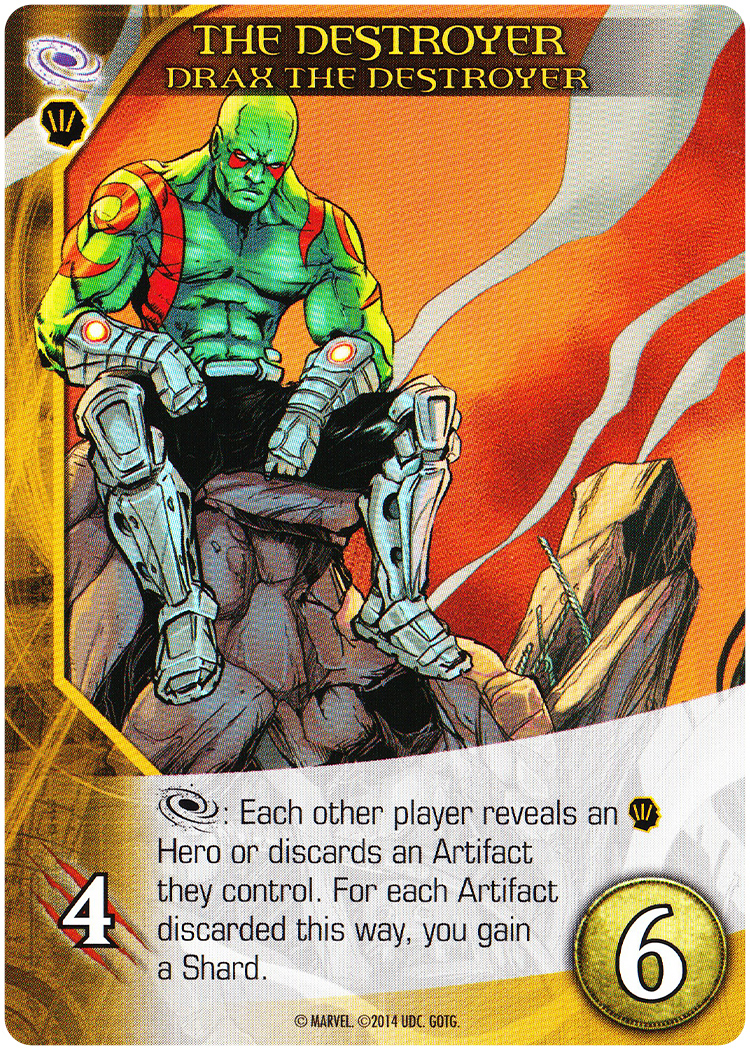 THE DESTROYER
DRAX THE DESTROYER
: Each other player reveals an
Hero or discards an Artifact
they control. For each Artifact
discarded this way, you gain
a Shard.
4
6
© MARVEL. ©2014 UDC. GOTG.